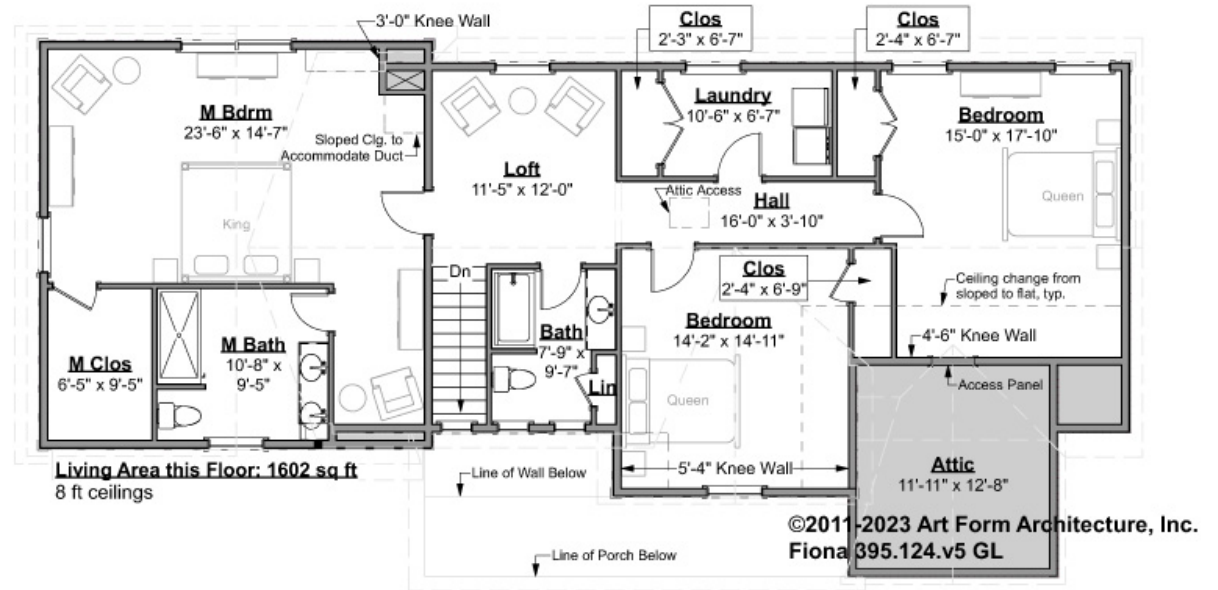 3'-0" Knee Wall
Clos
2'-3" x 6'-7"
Clos
2'-4" x 6'-7"
M Bdrm
23'-6" x 14'-7"
Sloped Clg. to
Accommodate Duct
Loft
11'-5" x 12'-0"
Laundry
10'-6" x 6'-7"
Bedroom
15'-0" x 17'-10"
Queen
Attic Access
Hall
16'-0" x 3'-10"
King
Dn
Clos
2'-4" x 6'-9"
Ceiling change from
sloped to flat, typ.
Bedroom
14'-2" x 14'-11"
4'-6" Knee Wall
Access Panel
M Clos
6'-5" x 9'-5"
M Bath
10'-8" x
9'-5"
Bath
7'-9" x
9'-7"
Lin
Queen
5'-4" Knee Wall
Attic
11'-11" x 12'-8"
Living Area this Floor: 1602 sq ft
8 ft ceilings
Line of Wall Below
Line of Porch Below
©2011-2023 Art Form Architecture, Inc.
Fiona 395.124.v5 GL